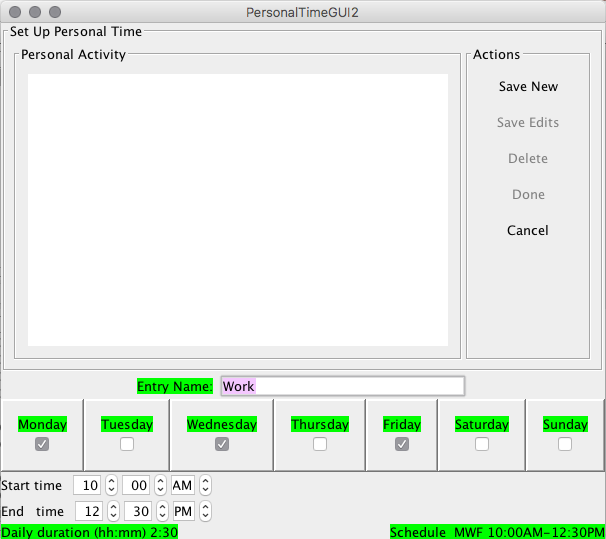 PersonalTimeGUI2
Set Up Personal Time
Personal Activity
Actions
Save New
Save Edits
Delete
Done
Cancel
Entry Name: Work
Monday Tuesday Wednesday Thursday Friday Saturday Sunday
Start time 10 00 AM
End time 12 30 PM
Daily duration (hh:mm) 2:30 Schedule MWF 10:00AM-12:30PM